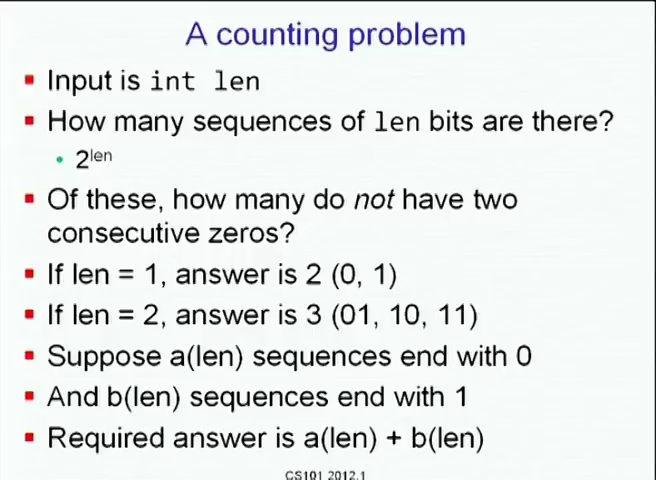 A counting problem
Input is int len
How many sequences of len bits are there?
2^len
Of these, how many do not have two
consecutive zeros?
If len = 1, answer is 2 (0, 1)
If len = 2, answer is 3 (01, 10, 11)
Suppose a(len) sequences end with 0
And b(len) sequences end with 1
Required answer is a(len) + b(len)
CS101 2012.1